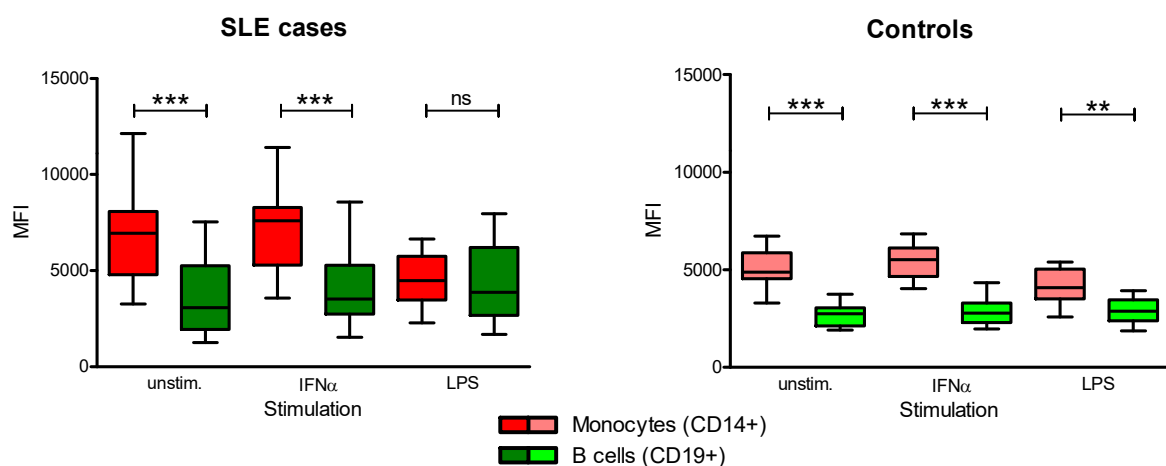 SLE cases
15000
10000
5000
0
MFI
***
***
ns
unstim.
IFNα
LPS
Stimulation
Controls
15000
10000
5000
0
MFI
***
***
**
unstim.
IFNα
LPS
Stimulation
Monocytes (CD14+)
B cells (CD19+)